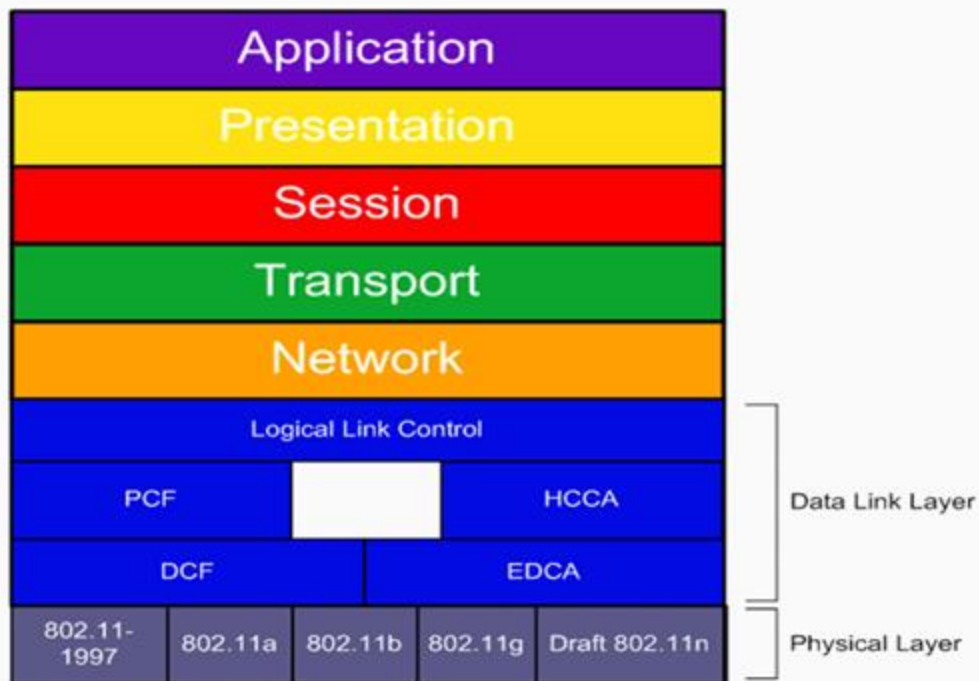 Application
Presentation
Session
Transport
Network
Logical Link Control
PCF
HCCA
Data Link Layer
DCF
EDCA
802.11-
1997
802.11a
802.11b
802.11g
Draft 802.11n
Physical Layer